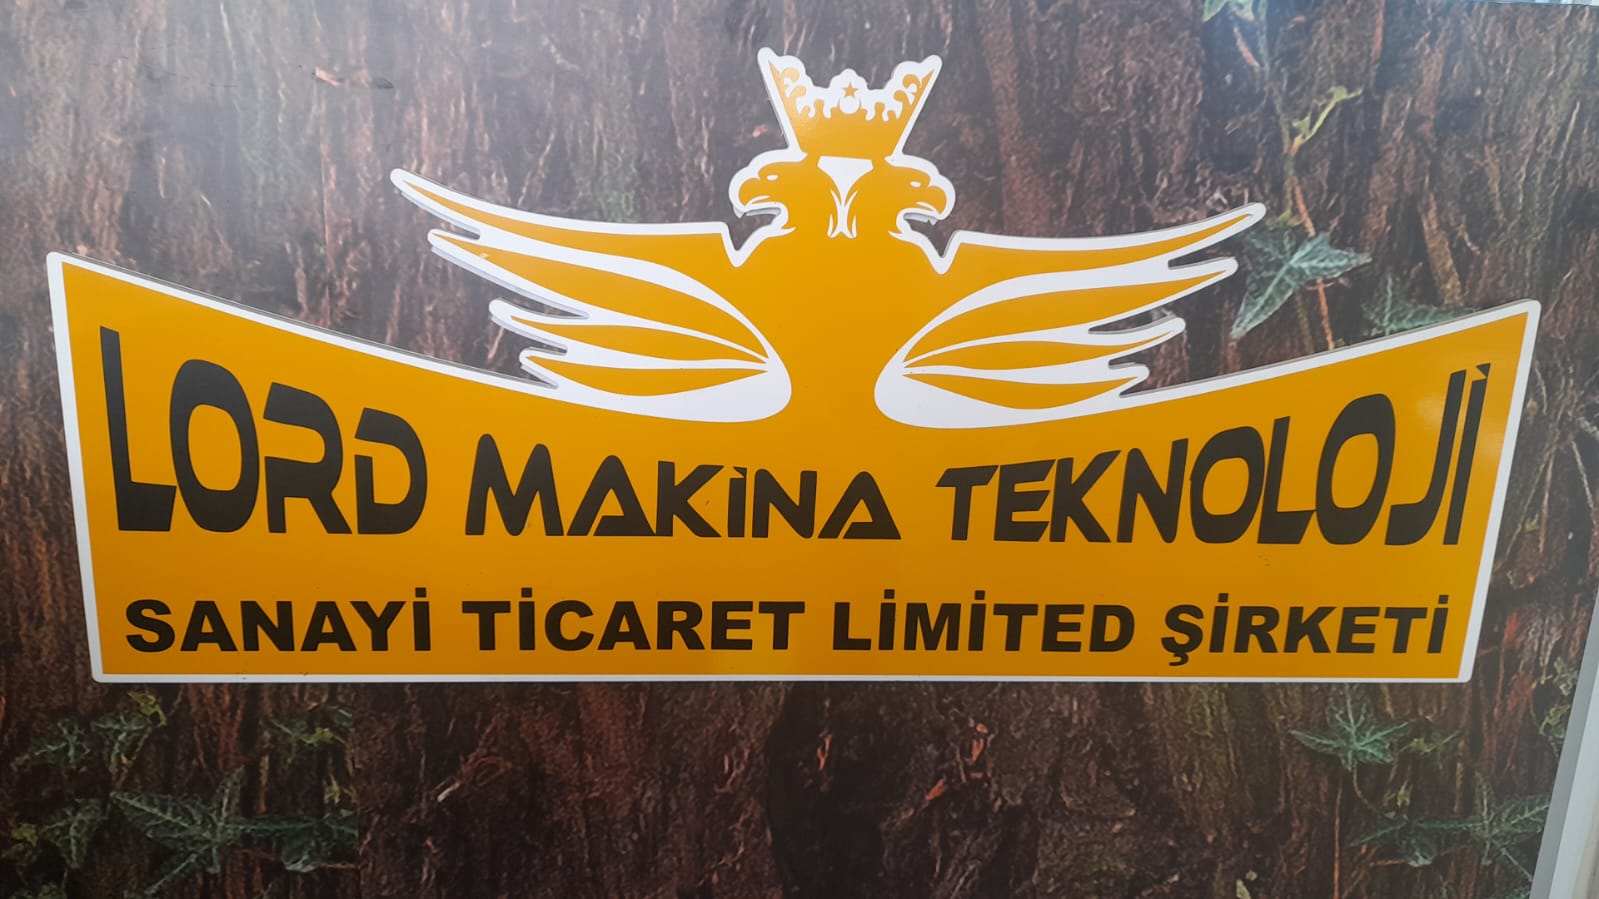 LORD MAKİNA TEKNOLOJİ
SANAYİ TİCARET LİMİTED ŞİRKETİ